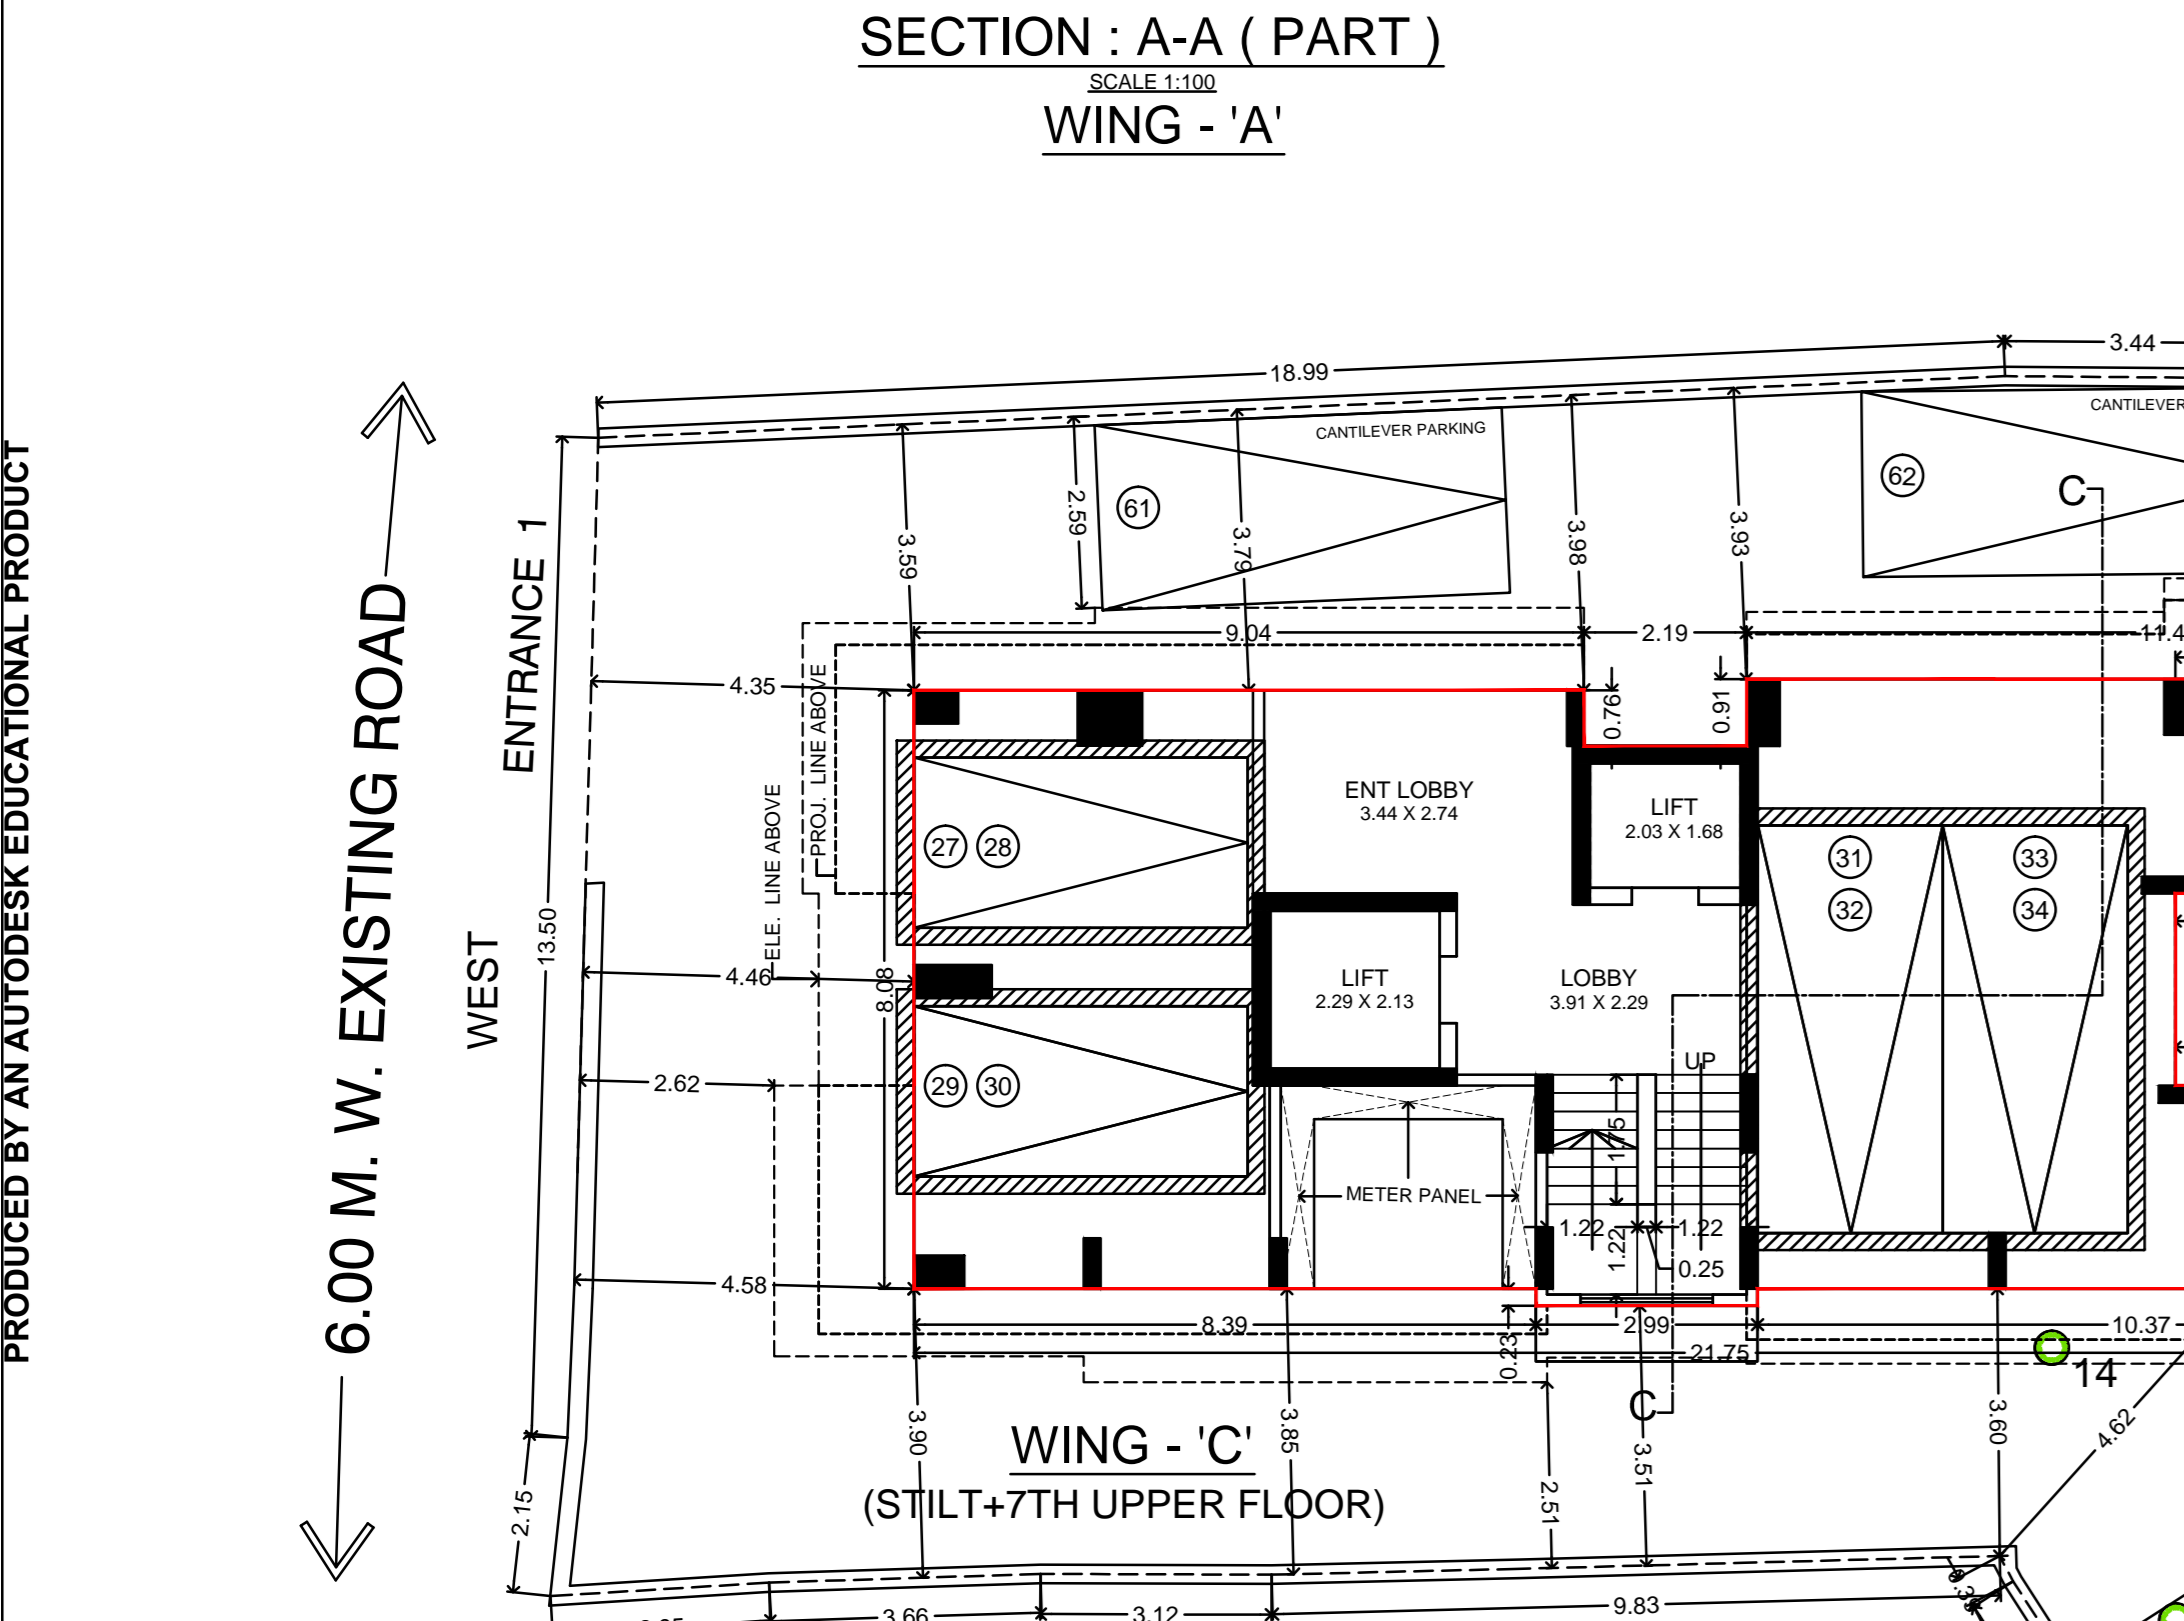 SECTION : A-A ( PART )
SCALE 1:100
WING - 'A'
PRODUCED BY AN AUTODESK EDUCATIONAL PRODUCT
6.00 M. W. EXISTING ROAD
ENTRANCE 1
WEST
18.99
3.44
CANTILEVER PARKING
CANTILEVER
61
62
C
2.59
3.59
3.79
3.98
3.93
9.04
2.19
4.35
0.76
0.91
PROJ. LINE ABOVE
ELE. LINE ABOVE
ENT LOBBY
3.44 X 2.74
LIFT
2.03 X 1.68
27 28
31 33
32 34
13.50
4.46
8.08
LIFT
2.29 X 2.13
LOBBY
3.91 X 2.29
UP
2.62
29 30
1.75
METER PANEL
1.22
1.22
1.22
0.25
4.58
8.39
2.99
10.37
0.23
21.75
14
C
3.90
3.85
3.51
3.60
4.62
2.51
2.15
WING - 'C'
(STILT+7TH UPPER FLOOR)
3.66
3.12
9.83